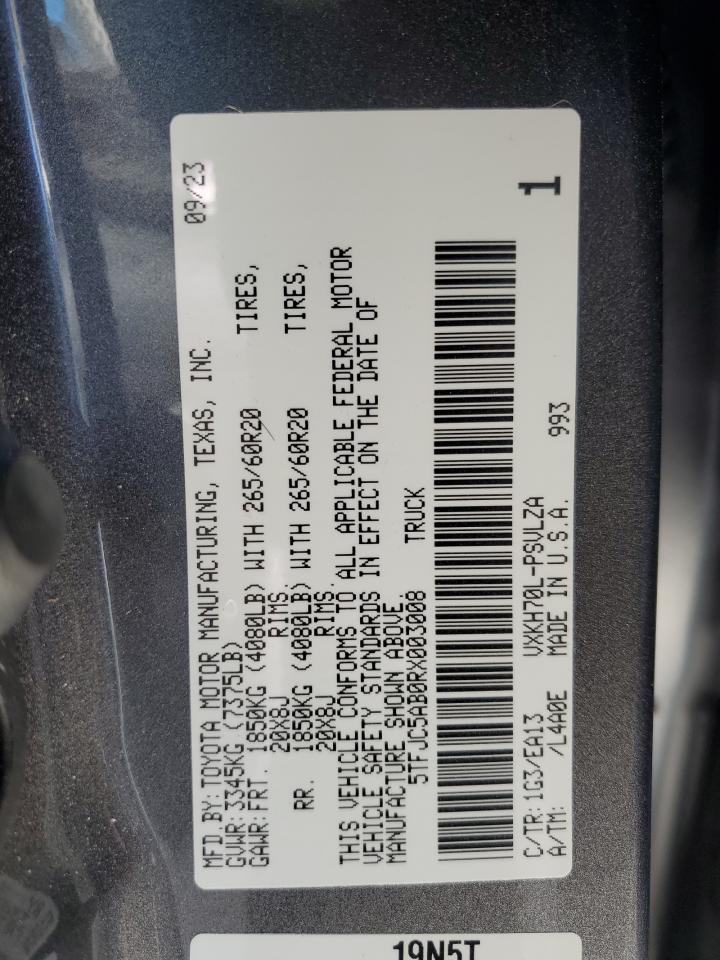 MFD.BY: TOYOTA MOTOR MANUFACTURING, TEXAS, INC. 09/23
GVWR: 3345KG (7375LB)
GAWR: FRT. 1850KG (4080LB) WITH 265/60R20 TIRES,
20X8J RIMS.
RR. 1850KG (4080LB) WITH 265/60R20 TIRES,
20X8J RIMS.
THIS VEHICLE CONFORMS TO ALL APPLICABLE FEDERAL MOTOR
VEHICLE SAFETY STANDARDS IN EFFECT ON THE DATE OF
MANUFACTURE SHOWN ABOVE.
5TFJC5AB0RX003008 TRUCK
1
C/TR: 1G3/EA13 VXKH70L-PSVLZA
A/TM: /L4A0E MADE IN U.S.A. 993
19N5T